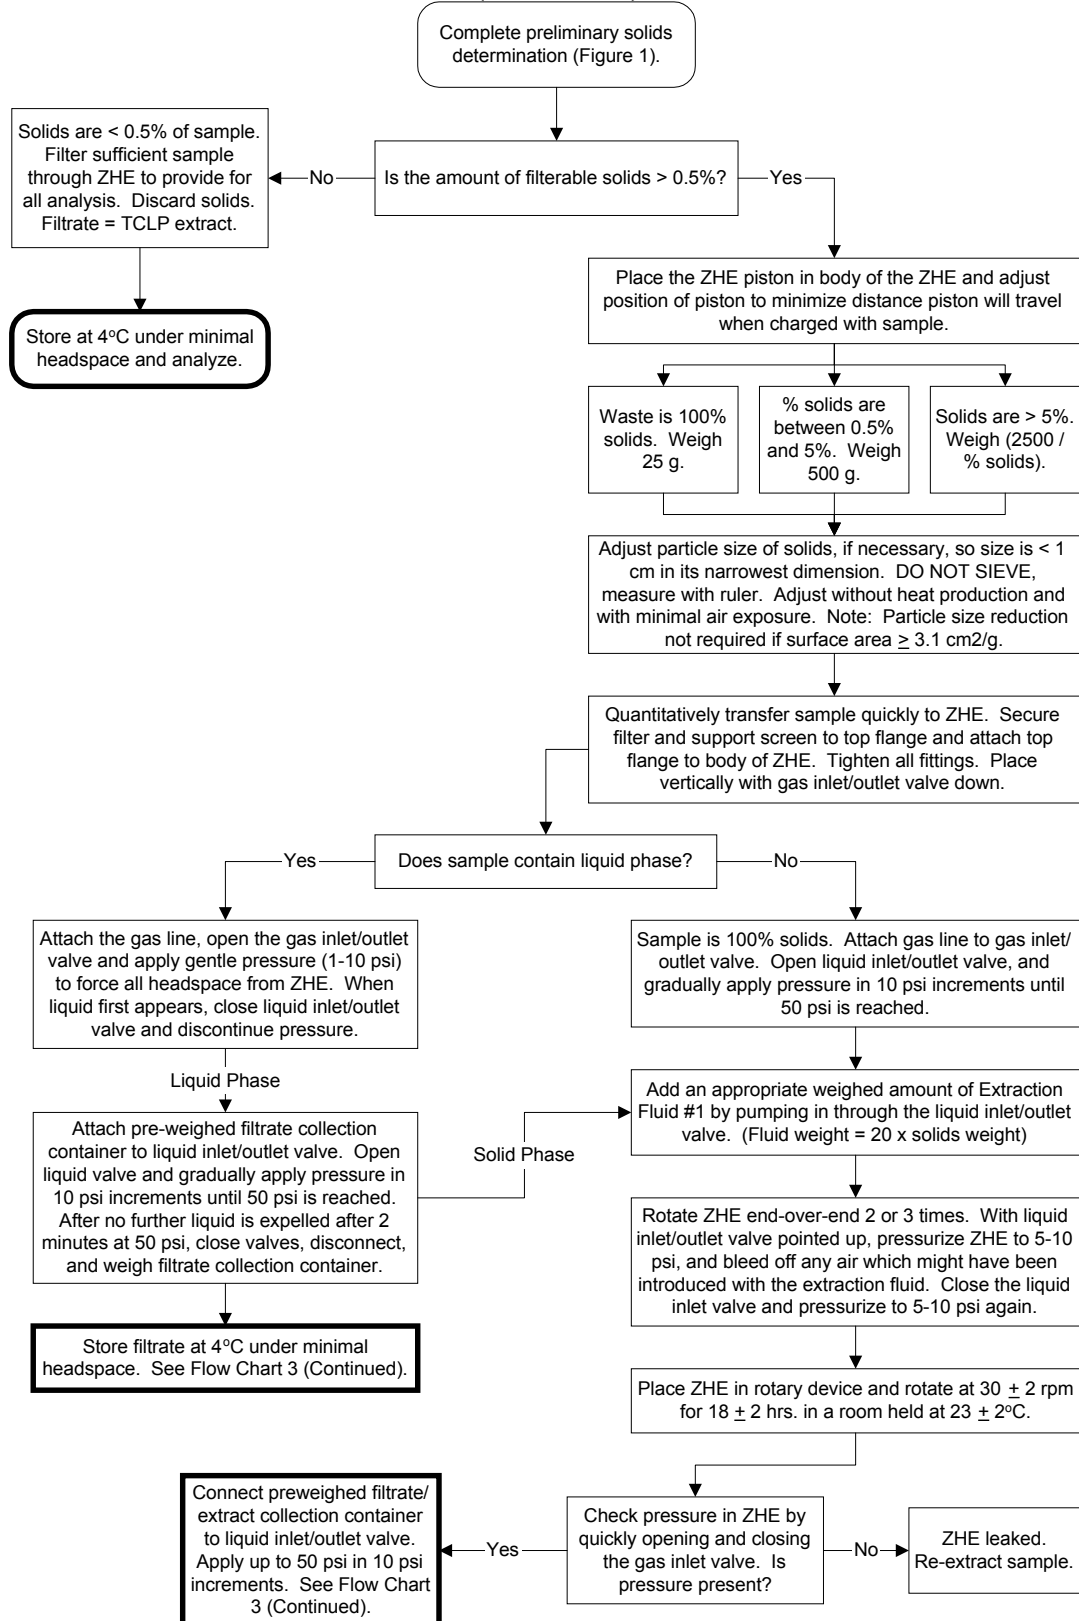 Complete preliminary solids
determination (Figure 1).
Solids are < 0.5% of sample.
Filter sufficient sample
through ZHE to provide for
all analysis.  Discard solids.
Filtrate = TCLP extract.
No
Is the amount of filterable solids > 0.5%?
Yes
Store at 4°C under minimal
headspace and analyze.
Place the ZHE piston in body of the ZHE and adjust
position of piston to minimize distance piston will travel
when charged with sample.
Waste is 100%
solids.  Weigh
25 g.
% solids are
between 0.5%
and 5%.  Weigh
500 g.
Solids are > 5%.
Weigh (2500 /
% solids).
Adjust particle size of solids, if necessary, so size is < 1
cm in its narrowest dimension.  DO NOT SIEVE,
measure with ruler.  Adjust without heat production and
with minimal air exposure.  Note:  Particle size reduction
not required if surface area ≥ 3.1 cm2/g.
Quantitatively transfer sample quickly to ZHE.  Secure
filter and support screen to top flange and attach top
flange to body of ZHE.  Tighten all fittings.  Place
vertically with gas inlet/outlet valve down.
Yes
Does sample contain liquid phase?
No
Attach the gas line, open the gas inlet/outlet
valve and apply gentle pressure (1-10 psi)
to force all headspace from ZHE.  When
liquid first appears, close liquid inlet/outlet
valve and discontinue pressure.
Sample is 100% solids.  Attach gas line to gas inlet/
outlet valve.  Open liquid inlet/outlet valve, and
gradually apply pressure in 10 psi increments until
50 psi is reached.
Liquid Phase
Attach pre-weighed filtrate collection
container to liquid inlet/outlet valve.  Open
liquid valve and gradually apply pressure in
10 psi increments until 50 psi is reached.
After no further liquid is expelled after 2
minutes at 50 psi, close valves, disconnect,
and weigh filtrate collection container.
Solid Phase
Add an appropriate weighed amount of Extraction
Fluid #1 by pumping in through the liquid inlet/outlet
valve.  (Fluid weight = 20 x solids weight)
Rotate ZHE end-over-end 2 or 3 times.  With liquid
inlet/outlet valve pointed up, pressurize ZHE to 5-10
psi, and bleed off any air which might have been
introduced with the extraction fluid.  Close the liquid
inlet valve and pressurize to 5-10 psi again.
Store filtrate at 4°C under minimal
headspace.  See Flow Chart 3 (Continued).
Place ZHE in rotary device and rotate at 30 ± 2 rpm
for 18 ± 2 hrs. in a room held at 23 ± 2°C.
Connect preweighed filtrate/
extract collection container
to liquid inlet/outlet valve.
Apply up to 50 psi in 10 psi
increments.  See Flow Chart
3 (Continued).
Yes
Check pressure in ZHE by
quickly opening and closing
the gas inlet valve.  Is
pressure present?
No
ZHE leaked.
Re-extract sample.